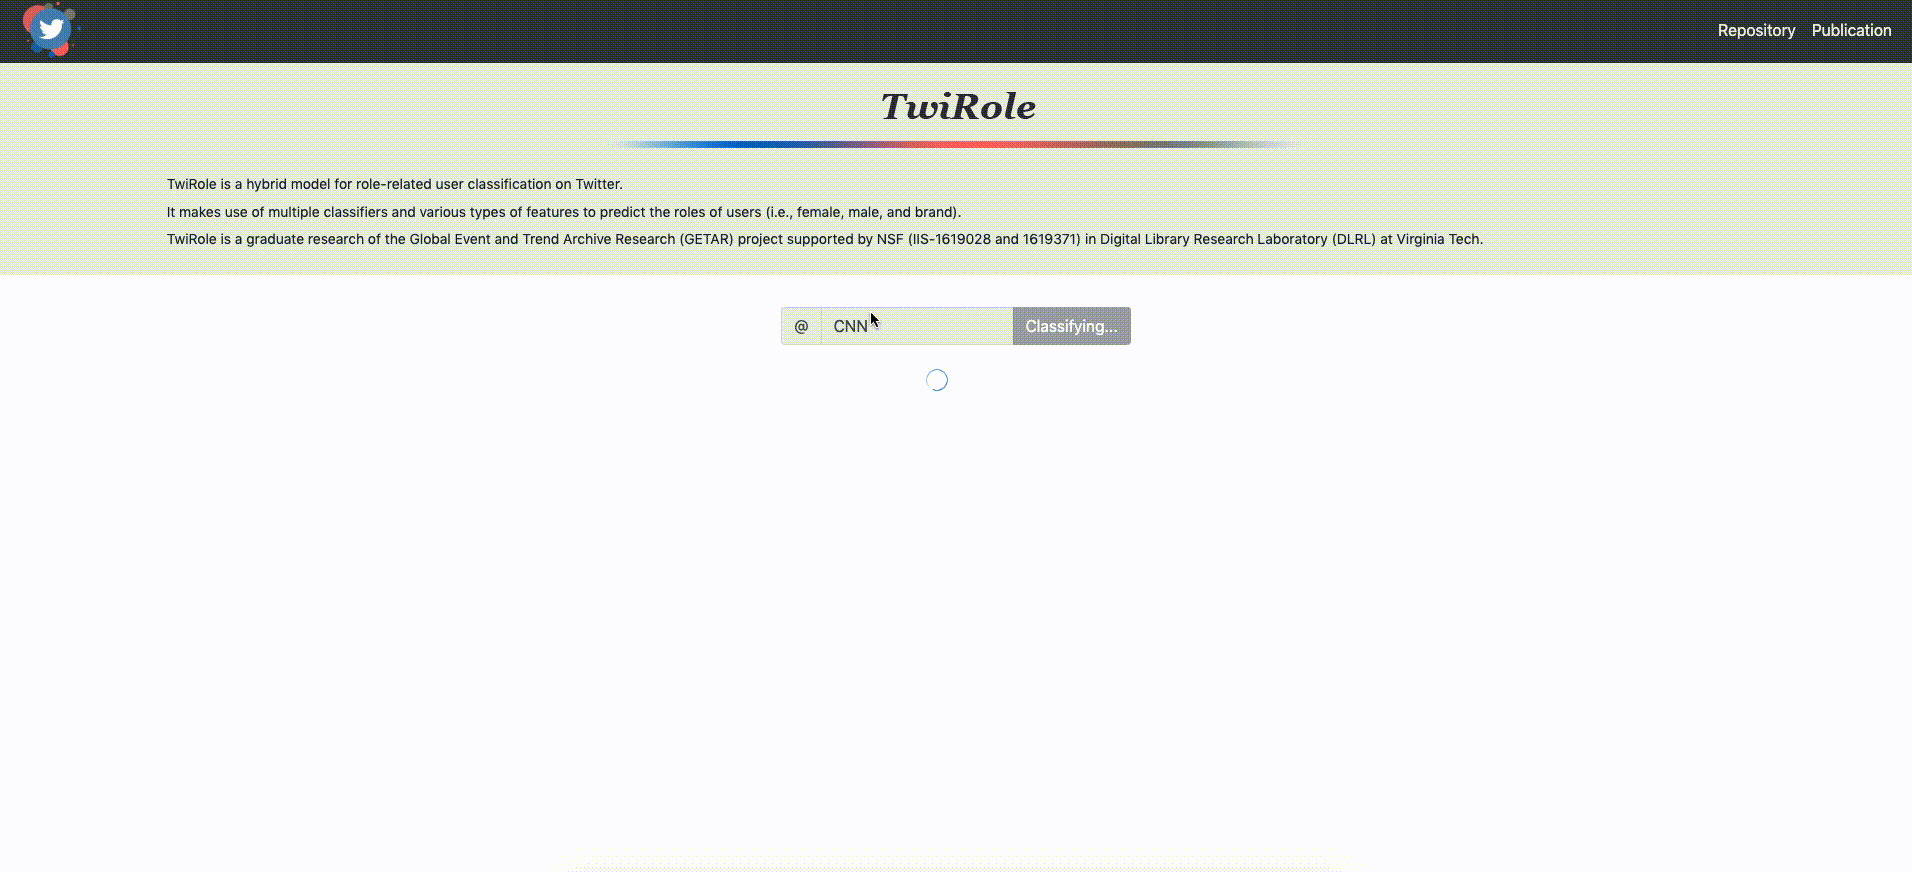 Repository Publication
TwiRole
TwiRole is a hybrid model for role-related user classification on Twitter.
It makes use of multiple classifiers and various types of features to predict the roles of users (i.e., female, male, and brand).
TwiRole is a graduate research of the Global Event and Trend Archive Research (GETAR) project supported by NSF (IIS-1619028 and 1619371) in Digital Library Research Laboratory (DLRL) at Virginia Tech.
@ CNN Classifying...